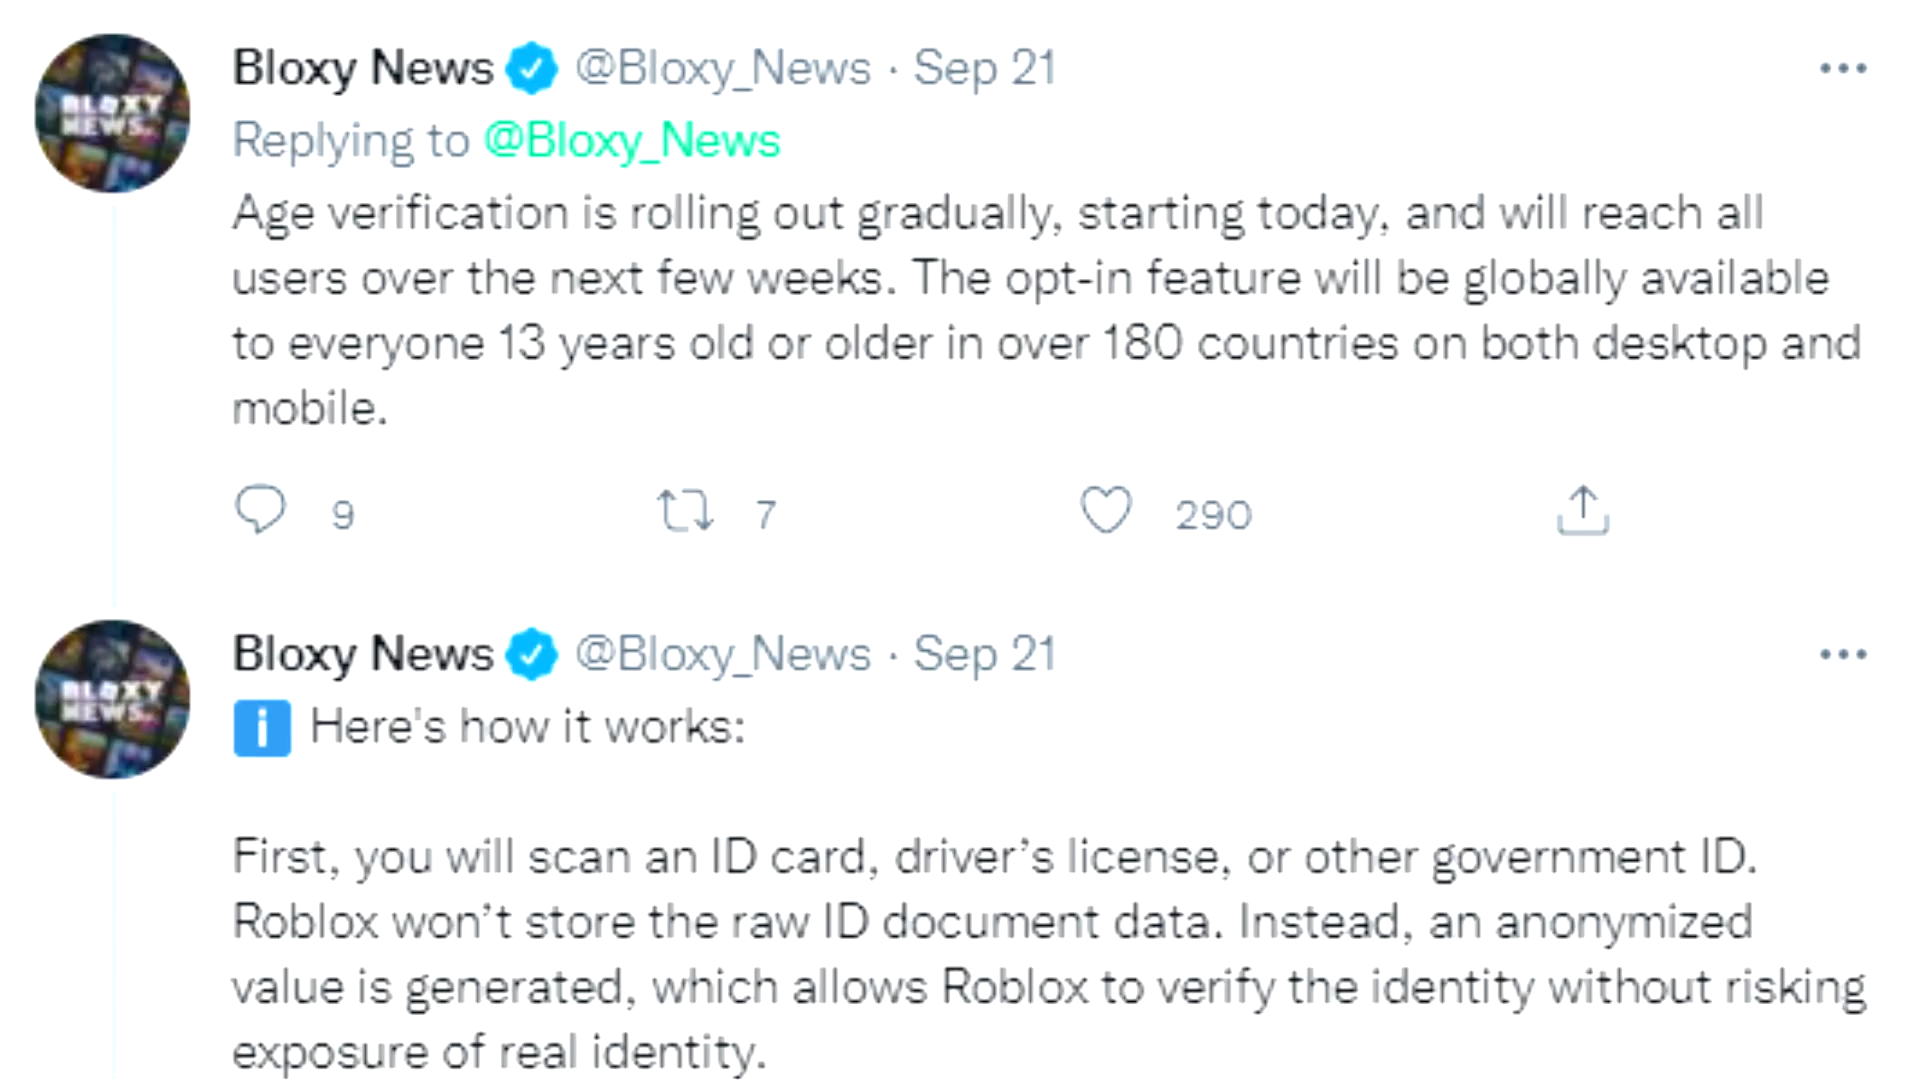 BLOXY
NEWS.
Bloxy News @Bloxy_News · Sep 21
Replying to @Bloxy_News
Age verification is rolling out gradually, starting today, and will reach all
users over the next few weeks. The opt-in feature will be globally available
to everyone 13 years old or older in over 180 countries on both desktop and
mobile.
9 7 290
BLOXY
NEWS.
Bloxy News @Bloxy_News · Sep 21
i Here's how it works:
First, you will scan an ID card, driver’s license, or other government ID.
Roblox won’t store the raw ID document data. Instead, an anonymized
value is generated, which allows Roblox to verify the identity without risking
exposure of real identity.